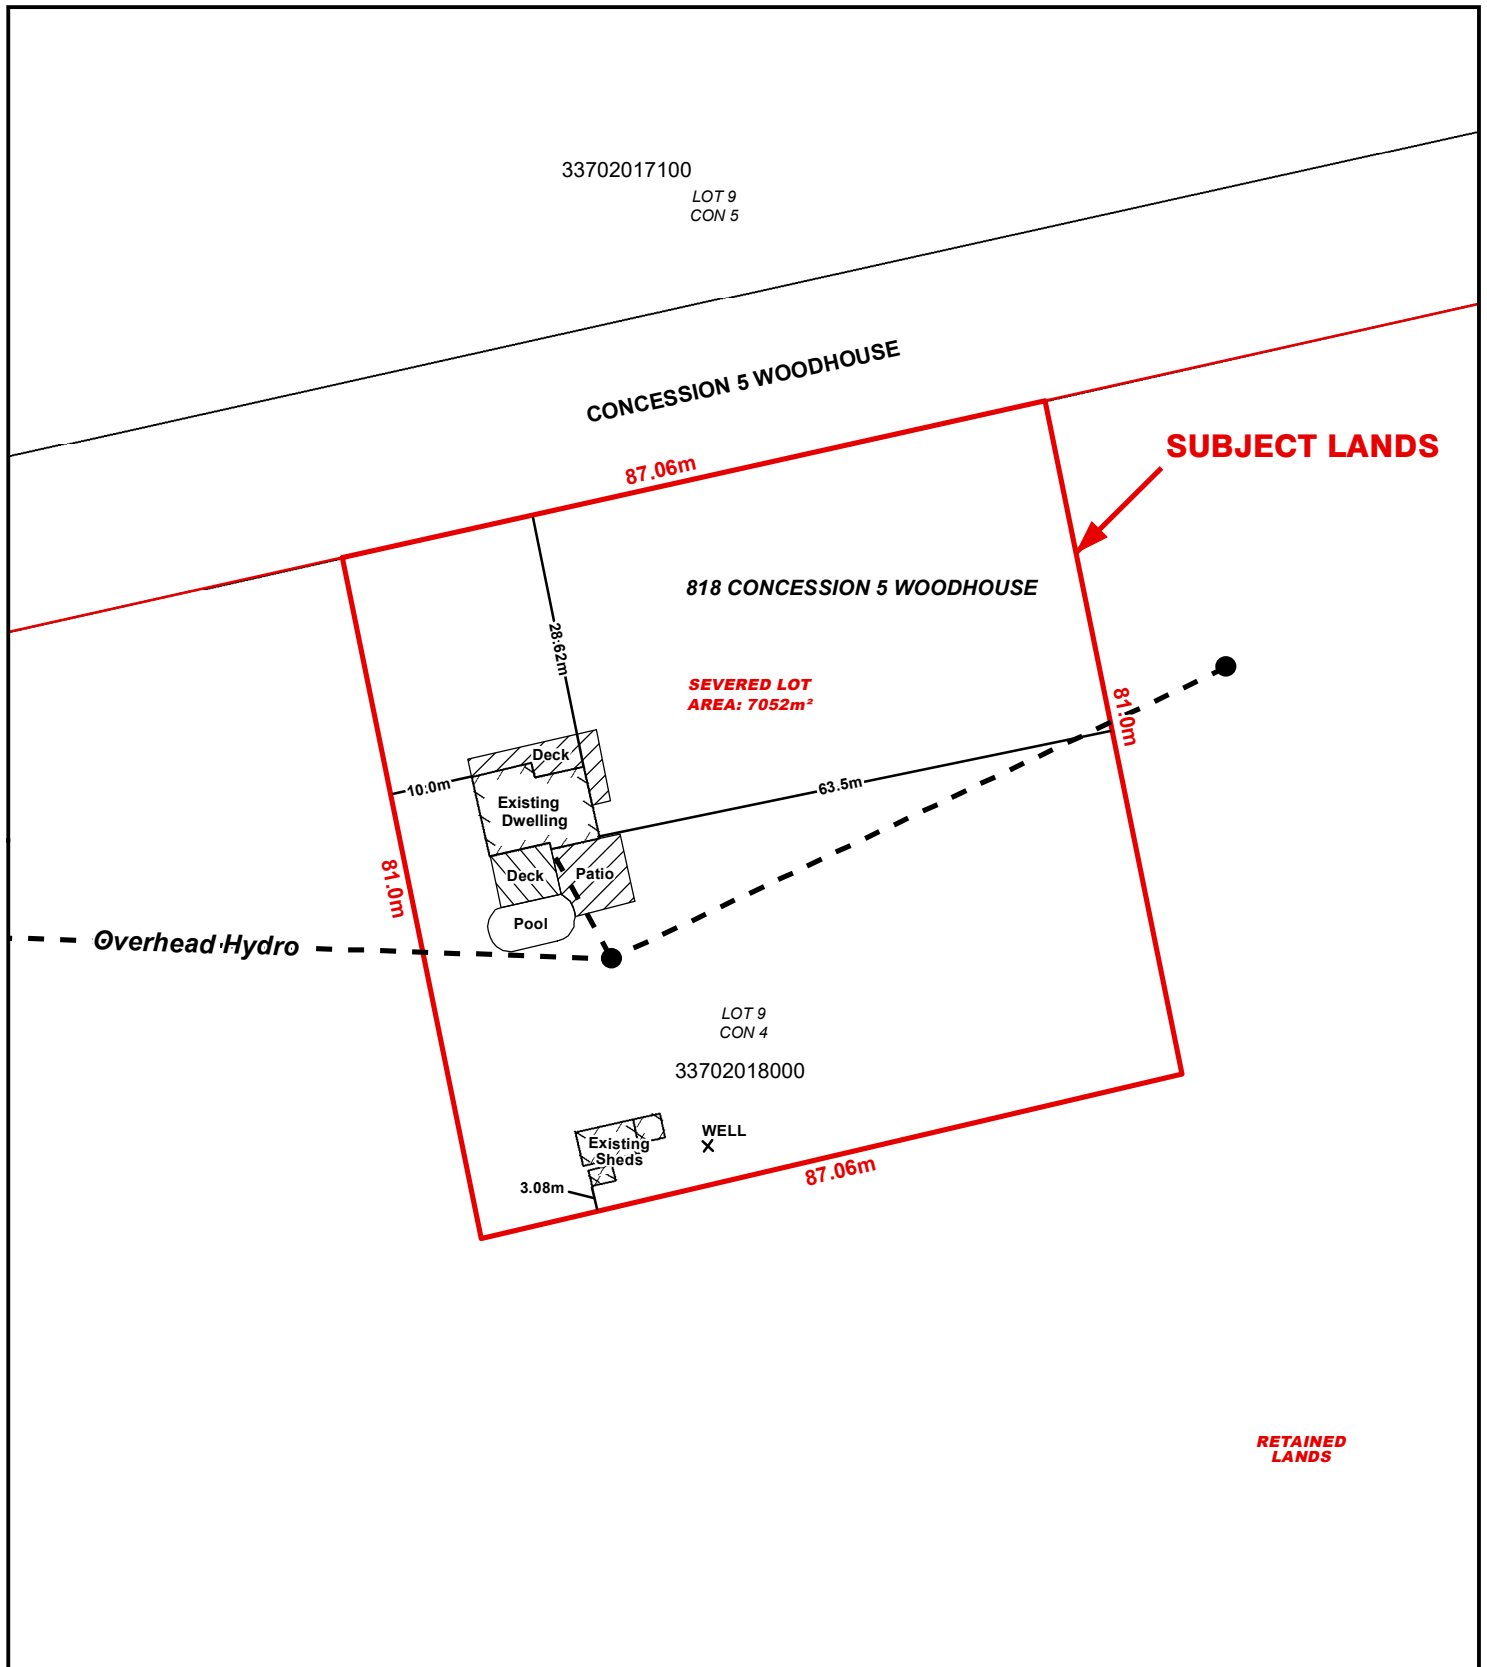 33702017100
LOT 9
CON 5
CONCESSION 5 WOODHOUSE
SUBJECT LANDS
87.06m
818 CONCESSION 5 WOODHOUSE
28.62m
SEVERED LOT
AREA: 7052m²
81.0m
Deck
10.0m
63.5m
Existing
Dwelling
81.0m
Deck
Patio
Pool
Overhead Hydro
LOT 9
CON 4
33702018000
WELL
Existing
Sheds
87.06m
3.08m
RETAINED
LANDS